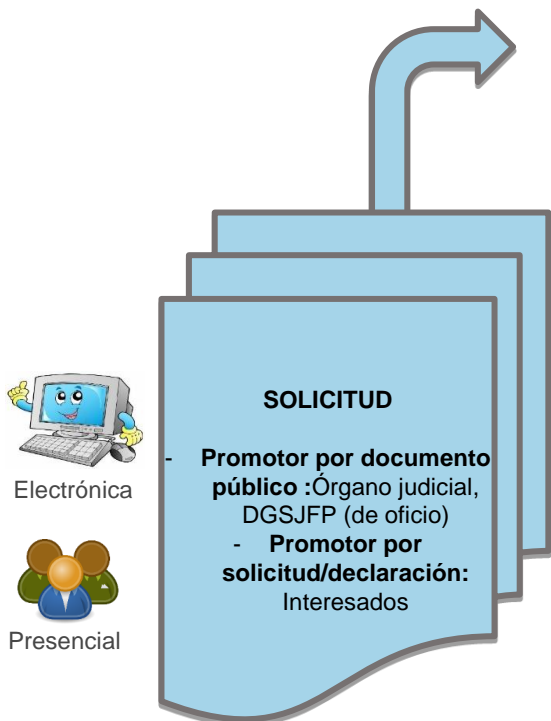 SOLICITUD
- Promotor por documento
público :Órgano judicial,
DGSJFP (de oficio)
- Promotor por
solicitud/declaración:
Interesados
Electrónica
Presencial